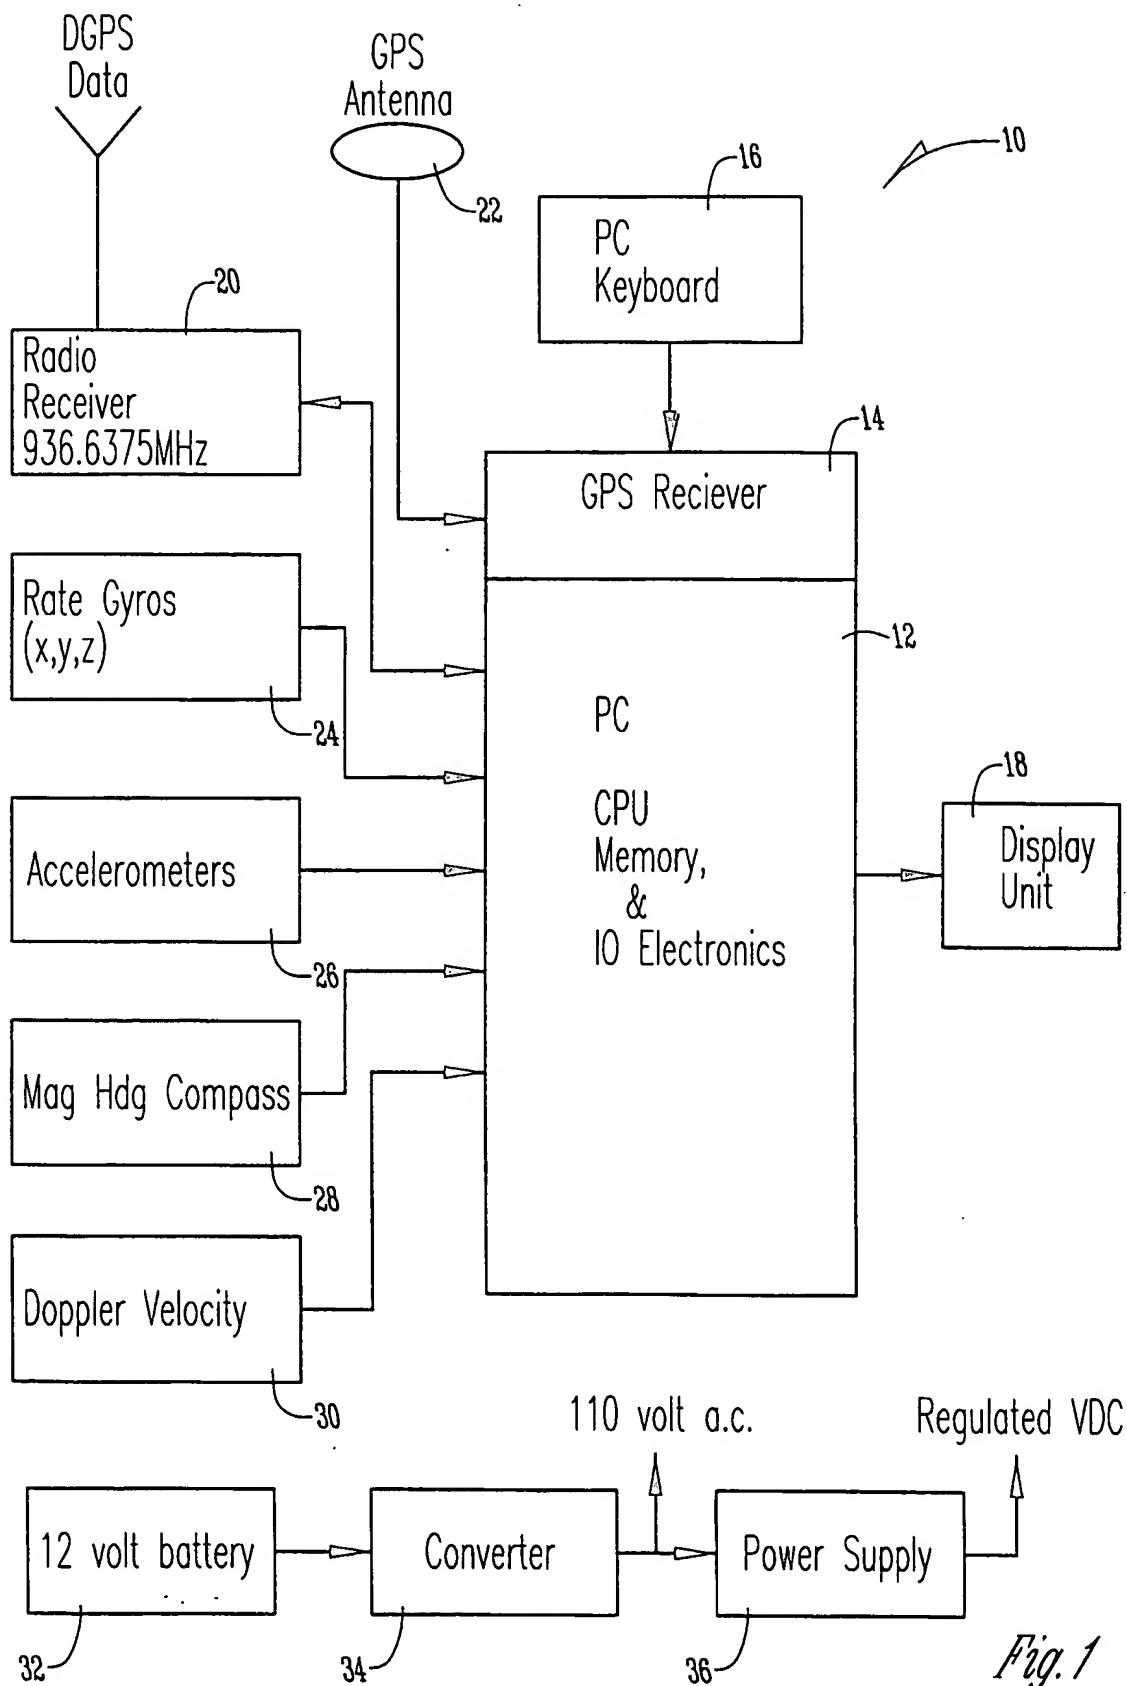 DGPS
Data
GPS
Antenna
22
10
16
PC
Keyboard
20
Radio
Receiver
936.6375MHz
14
GPS Reciever
Rate Gyros
(x,y,z)
24
12
PC
CPU
Memory,
&
IO Electronics
18
Display
Unit
Accelerometers
26
Mag Hdg Compass
28
Doppler Velocity
30
110 volt a.c.
Regulated VDC
12 volt battery
32
Converter
34
Power Supply
36
Fig. 1